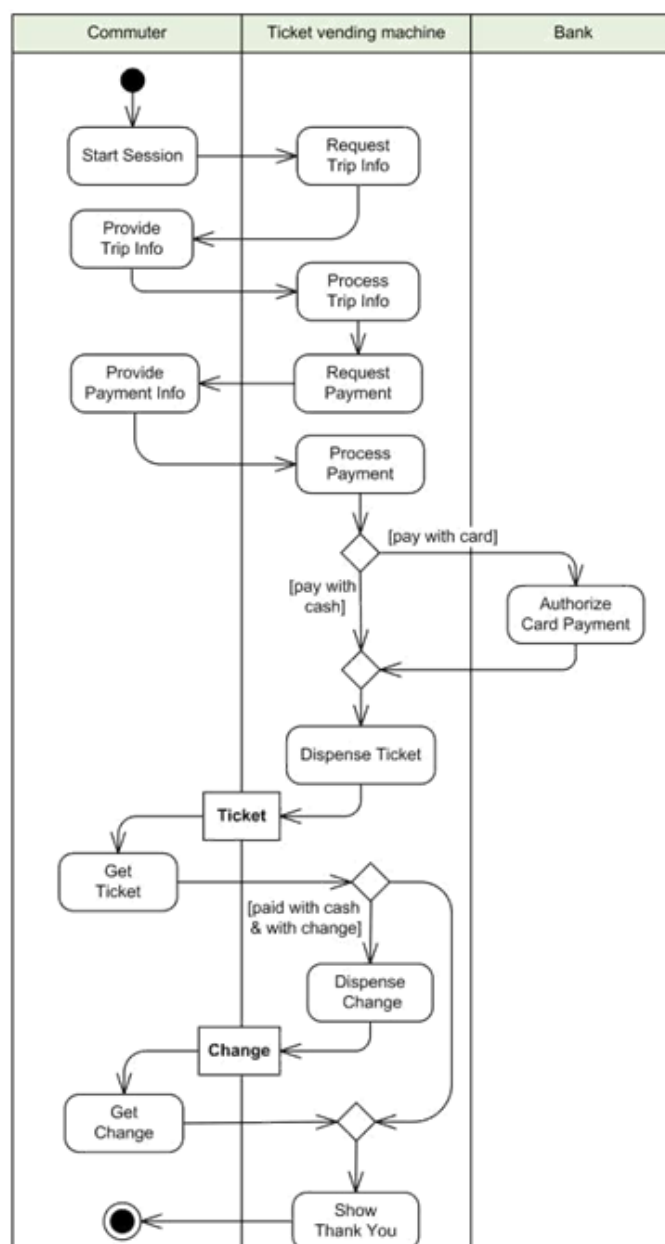 Commuter
Ticket vending machine
Bank
Start Session
Request
Trip Info
Provide
Trip Info
Process
Trip Info
Provide
Payment Info
Request
Payment
Process
Payment
[pay with card]
[pay with
cash]
Authorize
Card Payment
Dispense Ticket
Ticket
Get
Ticket
[paid with cash
& with change]
Dispense
Change
Change
Get
Change
Show
Thank You